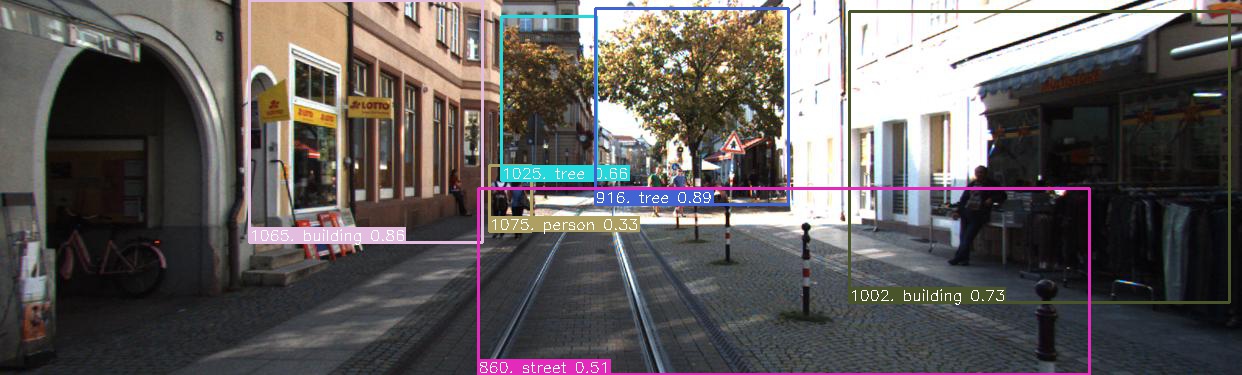 25
LOTTO
LOTTO
1025. tree 0.66
916. tree 0.89
1075. person 0.33
1065. building 0.86
1002. building 0.73
860. street 0.51